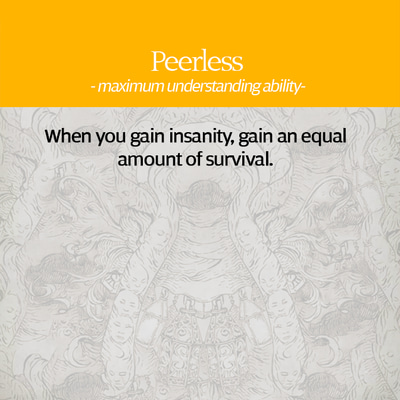 Peerless
- maximum understanding ability-
When you gain insanity, gain an equal
amount of survival.